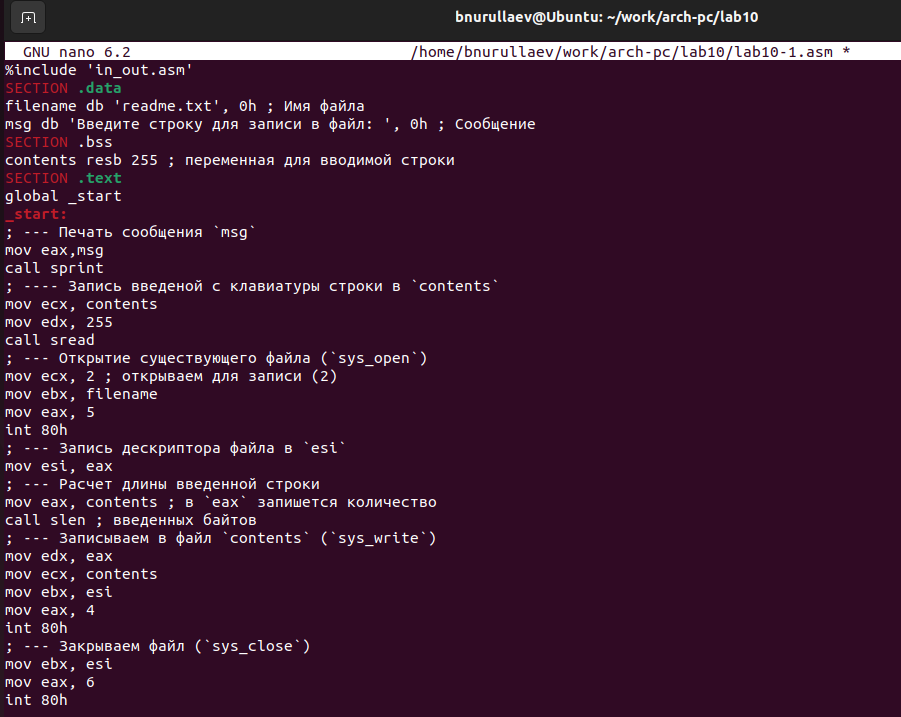 bnurullaev@Ubuntu: ~/work/arch-pc/lab10
GNU nano 6.2 /home/bnurullaev/work/arch-pc/lab10/lab10-1.asm *
%include 'in_out.asm'
SECTION .data
filename db 'readme.txt', 0h ; Имя файла
msg db 'Введите строку для записи в файл: ', 0h ; Сообщение
SECTION .bss
contents resb 255 ; переменная для вводимой строки
SECTION .text
global _start
_start:
; --- Печать сообщения `msg`
mov eax,msg
call sprint
; ---- Запись введеной с клавиатуры строки в `contents`
mov ecx, contents
mov edx, 255
call sread
; --- Открытие существующего файла (`sys_open`)
mov ecx, 2 ; открываем для записи (2)
mov ebx, filename
mov eax, 5
int 80h
; --- Запись дескриптора файла в `esi`
mov esi, eax
; --- Расчет длины введенной строки
mov eax, contents ; в `eax` запишется количество
call slen ; введенных байтов
; --- Записываем в файл `contents` (`sys_write`)
mov edx, eax
mov ecx, contents
mov ebx, esi
mov eax, 4
int 80h
; --- Закрываем файл (`sys_close`)
mov ebx, esi
mov eax, 6
int 80h